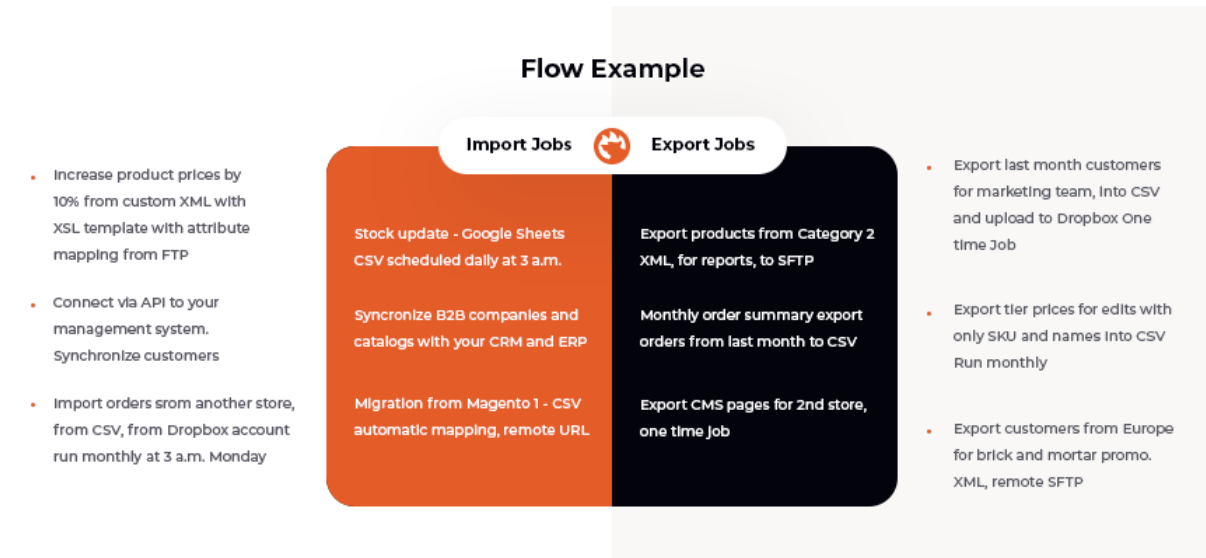 Flow Example
Import Jobs
Export Jobs
Increase product prices by
10% from custom XML with
XSL template with attribute
mapping from FTP
Connect via API to your
management system.
Synchronize customers
Import orders srom another store,
from CSV, from Dropbox account
run monthly at 3 a.m. Monday
Stock update - Google Sheets
CSV scheduled daily at 3 a.m.
Syncronize B2B companies and
catalogs with your CRM and ERP
Migration from Magento 1 - CSV
automatic mapping, remote URL
Export products from Category 2
XML, for reports, to SFTP
Monthly order summary export
orders from last month to CSV
Export CMS pages for 2nd store,
one time job
Export last month customers
for marketing team, into CSV
and upload to Dropbox One
time Job
Export tier prices for edits with
only SKU and names into CSV
Run monthly
Export customers from Europe
for brick and mortar promo.
XML, remote SFTP